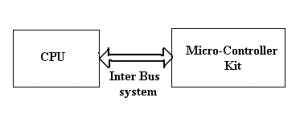 CPU
Micro-Controller
Kit
Inter Bus
system